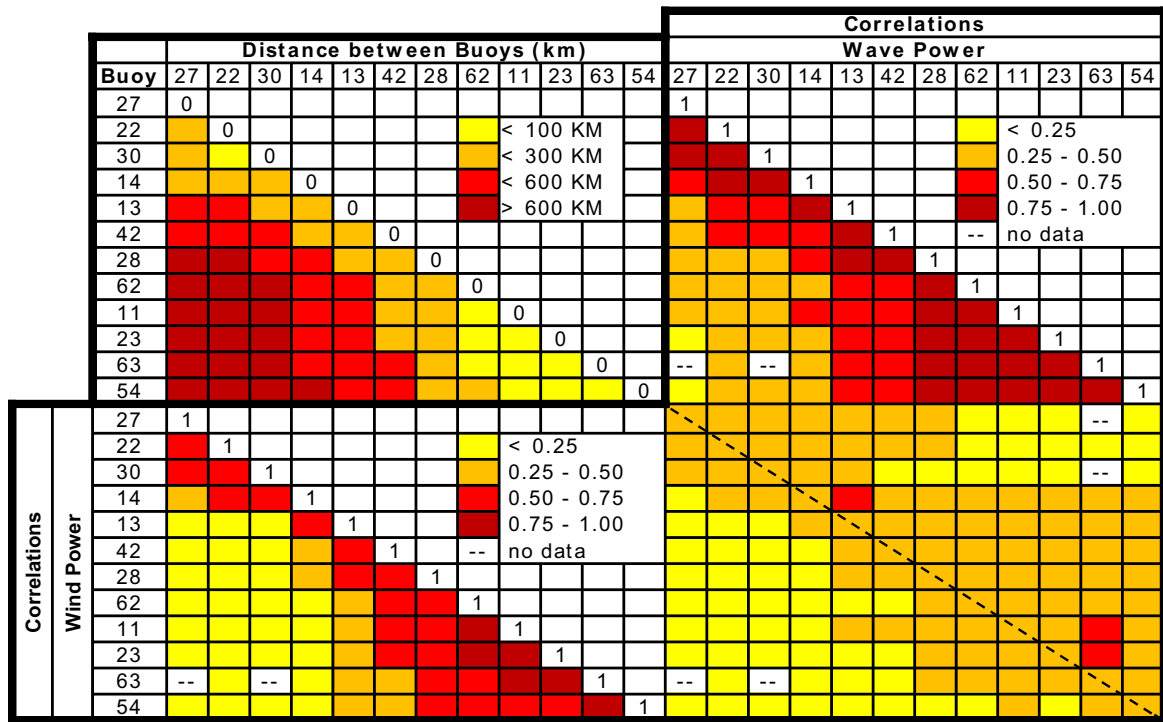 Correlations
Distance between Buoys (km) Wave Power
Buoy 27 22 30 14 13 42 28 62 11 23 63 54 27 22 30 14 13 42 28 62 11 23 63 54
27 0 1
22 0 < 100 KM 1 < 0.25
30 0 < 300 KM 1 0.25 - 0.50
14 0 < 600 KM 1 0.50 - 0.75
13 0 > 600 KM 1 0.75 - 1.00
42 0 1 -- no data
28 0 1
62 0 1
11 0 1
23 0 1
63 0 -- -- 1
54 0 1
27 1 --
22 1 < 0.25
30 1 0.25 - 0.50 --
14 1 0.50 - 0.75
13 1 0.75 - 1.00
42 1 -- no data
28 1
62 1
11 1
23 1
63 -- -- 1 -- --
54 1
Correlations
Wind Power